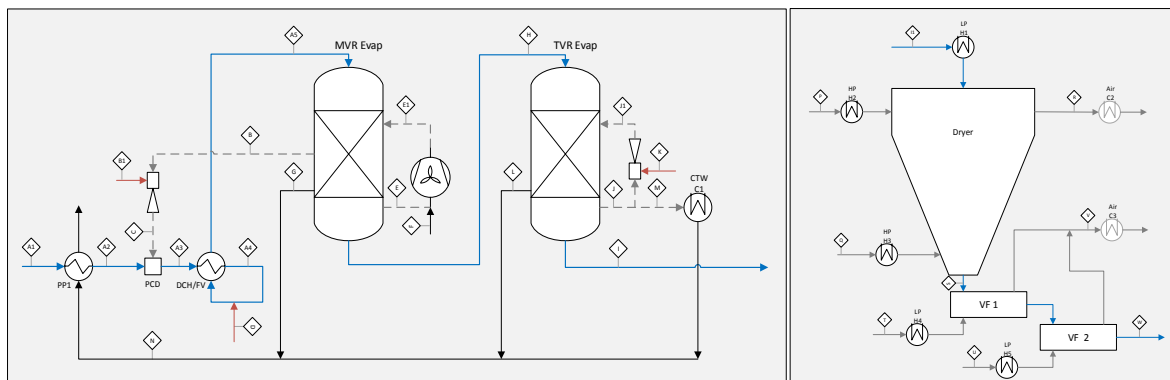 A5
MVR Evap
H
TVR Evap
E1
J1
B
B1
G
K
L
CTW
C1
E
J
M
A1
A2
A3
A4
I
PP1
PCD
DCH/FV
N
I1
LP
H1
P
HP
H2
R
Air
C2
Dryer
V
Air
C3
Q
HP
H3
VF 1
T
LP
H4
VF 2
W
U
LP
H5